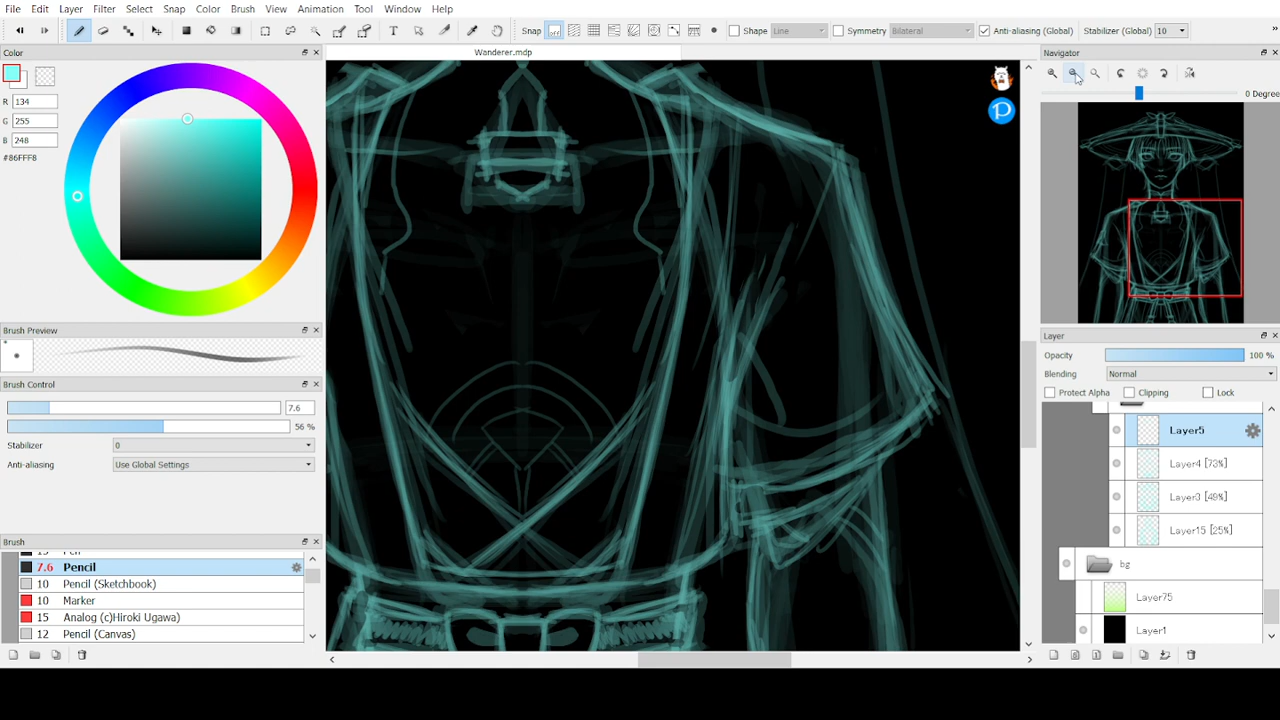 File Edit Layer Filter Select Snap Color Brush View Animation Tool Window Help
Snap Shape Line Symmetry Bilateral Anti-aliasing (Global) Stabilizer (Global) 10
Color
Wanderer.mdp
Navigator
R 134
G 255
B 248
#86FFF8
0 Degree
Brush Preview
Brush Control
7.6
56 %
Stabilizer 0
Anti-aliasing Use Global Settings
Brush
7.6 Pencil
10 Pencil (Sketchbook)
10 Marker
15 Analog (c)Hiroki Ugawa)
12 Pencil (Canvas)
Layer
Opacity 100 %
Blending Normal
Protect Alpha Clipping Lock
Layer5
Layer4 [73%]
Layer3 [49%]
Layer15 [25%]
bg
Layer75
Layer1